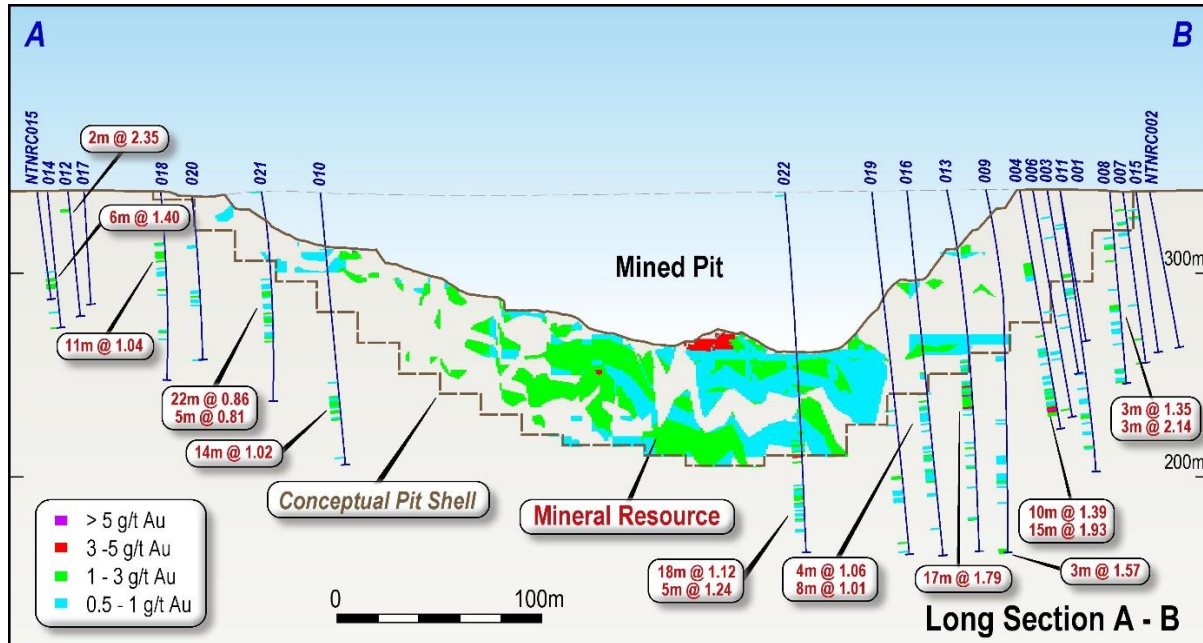 A
B
NTNRC015
014
012
017
018
020
021
010
022
019
016
013
009
004
006
003
011
001
008
007
015
NTNRC002
2m @ 2.35
6m @ 1.40
Mined Pit
300m
11m @ 1.04
22m @ 0.86
5m @ 0.81
3m @ 1.35
3m @ 2.14
14m @ 1.02
200m
Conceptual Pit Shell
Mineral Resource
10m @ 1.39
15m @ 1.93
> 5 g/t Au
3 -5 g/t Au
1 - 3 g/t Au
0.5 - 1 g/t Au
18m @ 1.12
5m @ 1.24
4m @ 1.06
8m @ 1.01
17m @ 1.79
3m @ 1.57
0
100m
Long Section A - B